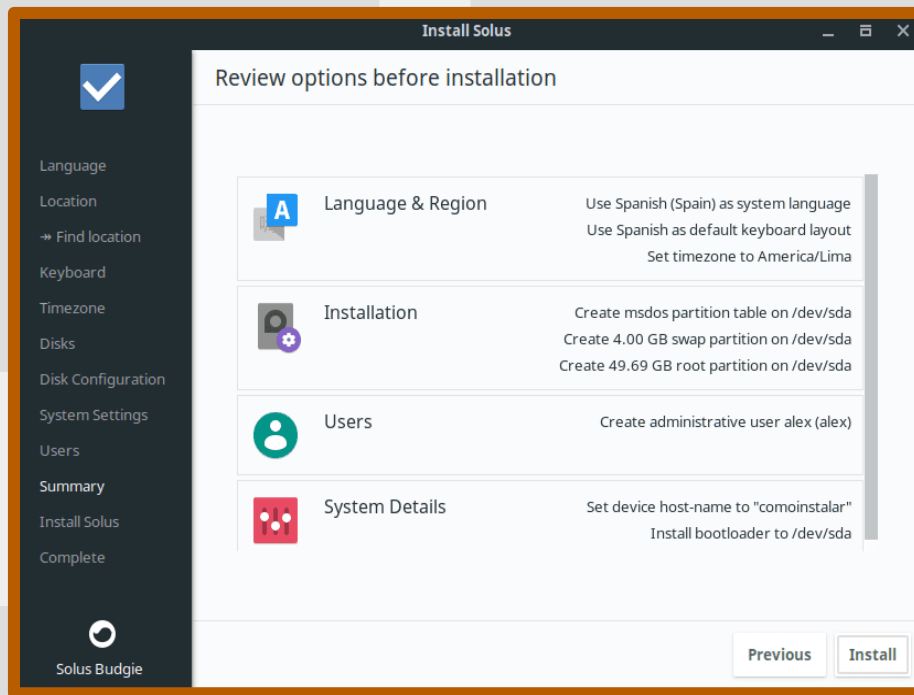 Install Solus
Review options before installation
Language
Location
↠ Find location
Keyboard
Timezone
Disks
Disk Configuration
System Settings
Users
Summary
Install Solus
Complete
Solus Budgie
A
Language & Region
Use Spanish (Spain) as system language
Use Spanish as default keyboard layout
Set timezone to America/Lima
Installation
Create msdos partition table on /dev/sda
Create 4.00 GB swap partition on /dev/sda
Create 49.69 GB root partition on /dev/sda
Users
Create administrative user alex (alex)
System Details
Set device host-name to "comoinstalar"
Install bootloader to /dev/sda
Previous
Install